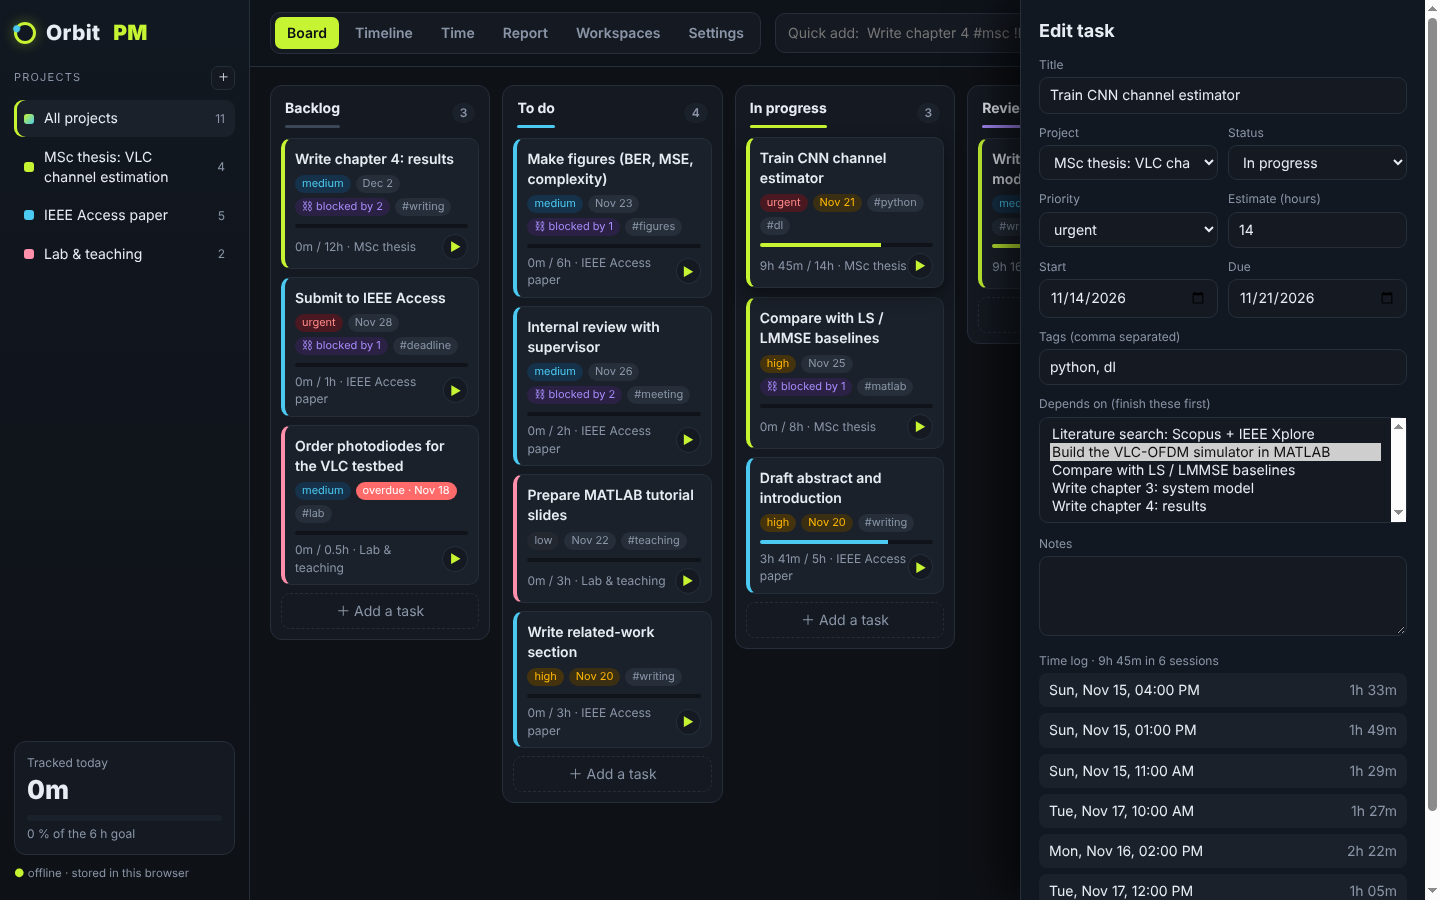 Orbit PM
PROJECTS
+
All projects 11
MSc thesis: VLC
channel estimation 4
IEEE Access paper 5
Lab & teaching 2
Tracked today
0m
0 % of the 6 h goal
offline · stored in this browser
Board Timeline Time Report Workspaces Settings
Quick add: Write chapter 4 #msc
Backlog 3
Write chapter 4: results
medium Dec 2
blocked by 2 #writing
0m / 12h · MSc thesis
Submit to IEEE Access
urgent Nov 28
blocked by 1 #deadline
0m / 1h · IEEE Access
paper
Order photodiodes for
the VLC testbed
medium overdue · Nov 18
#lab
0m / 0.5h · Lab &
teaching
+ Add a task
To do 4
Make figures (BER, MSE,
complexity)
medium Nov 23
blocked by 1 #figures
0m / 6h · IEEE Access
paper
Internal review with
supervisor
medium Nov 26
blocked by 2 #meeting
0m / 2h · IEEE Access
paper
Prepare MATLAB tutorial
slides
low Nov 22 #teaching
0m / 3h · Lab & teaching
Write related-work
section
high Nov 20 #writing
0m / 3h · IEEE Access
paper
+ Add a task
In progress 3
Train CNN channel
estimator
urgent Nov 21 #python
#dl
9h 45m / 14h · MSc thesis
Compare with LS /
LMMSE baselines
high Nov 25
blocked by 1 #matlab
0m / 8h · MSc thesis
Draft abstract and
introduction
high Nov 20 #writing
3h 41m / 5h · IEEE Access
paper
+ Add a task
Revie
Writ
mod
med
#wr
9h 16
Edit task
Title
Train CNN channel estimator
Project Status
MSc thesis: VLC cha In progress
Priority Estimate (hours)
urgent 14
Start Due
11/14/2026 11/21/2026
Tags (comma separated)
python, dl
Depends on (finish these first)
Literature search: Scopus + IEEE Xplore
Build the VLC-OFDM simulator in MATLAB
Compare with LS / LMMSE baselines
Write chapter 3: system model
Write chapter 4: results
Notes
Time log · 9h 45m in 6 sessions
Sun, Nov 15, 04:00 PM 1h 33m
Sun, Nov 15, 01:00 PM 1h 49m
Sun, Nov 15, 11:00 AM 1h 29m
Tue, Nov 17, 10:00 AM 1h 27m
Mon, Nov 16, 02:00 PM 2h 22m
Tue, Nov 17, 12:00 PM 1h 05m